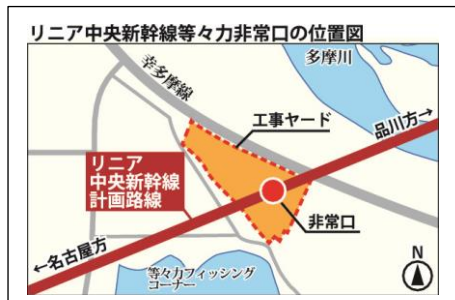 リニア中央新幹線等々力非常口の位置図
多摩川
幸多摩線
工事ヤード
品川方→
リニア
中央新幹線
計画路線
非常口
←名古屋方
等々力フィッシング
コーナー
N